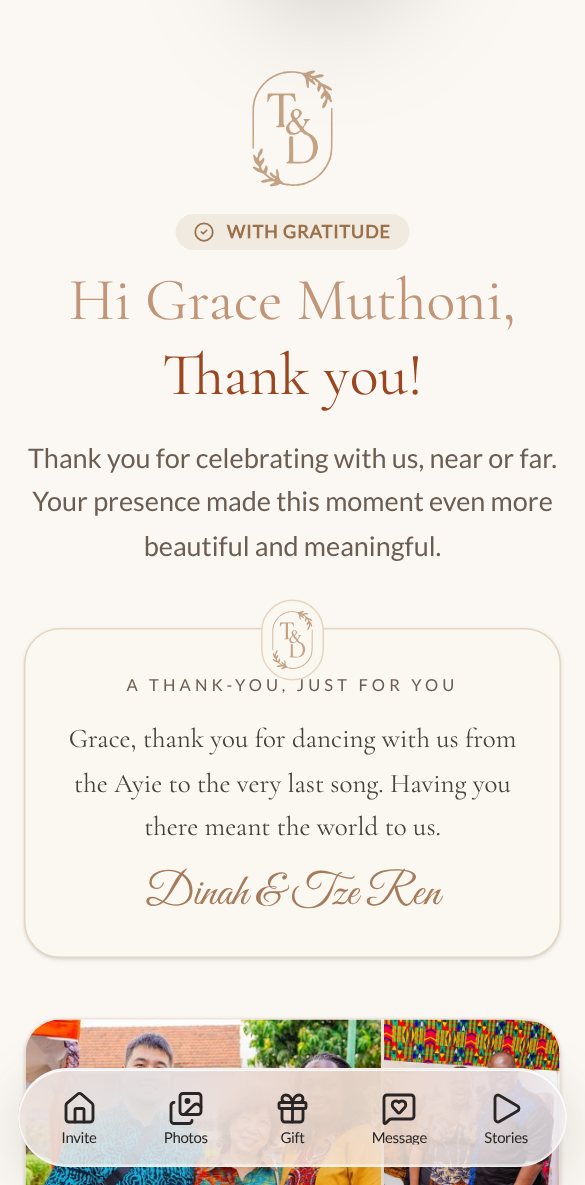 T&D
WITH GRATITUDE
Hi Grace Muthoni,
Thank you!
Thank you for celebrating with us, near or far.
Your presence made this moment even more
beautiful and meaningful.
T&D
A THANK-YOU, JUST FOR YOU
Grace, thank you for dancing with us from
the Ayie to the very last song. Having you
there meant the world to us.
Dinah & Tze Ren
Invite
Photos
Gift
Message
Stories